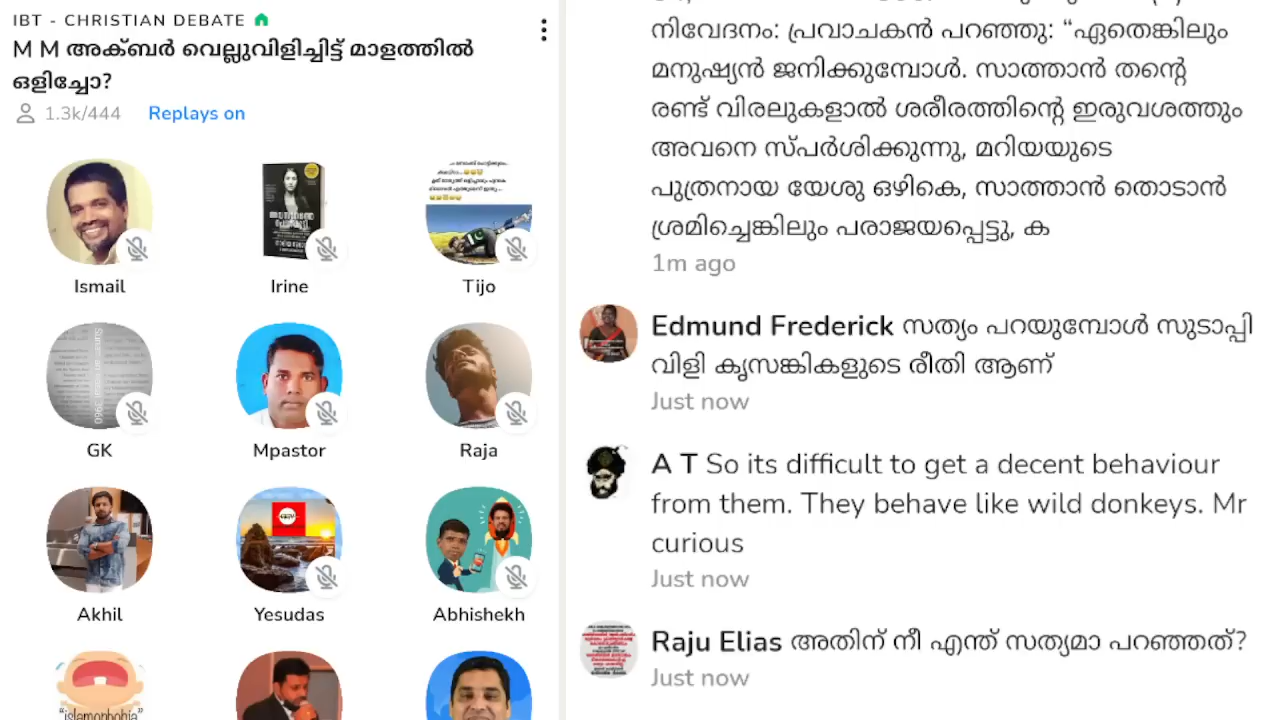 IBT - CHRISTIAN DEBATE
M M അക്ബർ വെല്ലുവിളിച്ചിട്ട് മാളത്തിൽ
ഒളിച്ചോ?
1.3k/444 Replays on
Ismail
Irine
Tijo
GK
Mpastor
Raja
Akhil
Yesudas
Abhishekh
"islamophobia"
നിവേദനം: പ്രവാചകൻ പറഞ്ഞു: “ഏതെങ്കിലും
മനുഷ്യൻ ജനിക്കുമ്പോൾ. സാത്താൻ തന്റെ
രണ്ട് വിരലുകളാൽ ശരീരത്തിന്റെ ഇരുവശത്തും
അവനെ സ്പർശിക്കുന്നു, മറിയയുടെ
പുത്രനായ യേശു ഒഴികെ, സാത്താൻ തൊടാൻ
ശ്രമിച്ചെങ്കിലും പരാജയപ്പെട്ടു, ക
1m ago
Edmund Frederick സത്യം പറയുമ്പോൾ സുടാപ്പി
വിളി കൃസങ്കികളുടെ രീതി ആണ്
Just now
A T So its difficult to get a decent behaviour
from them. They behave like wild donkeys. Mr
curious
Just now
Raju Elias അതിന് നീ എന്ത് സത്യമാ പറഞ്ഞത്?
Just now